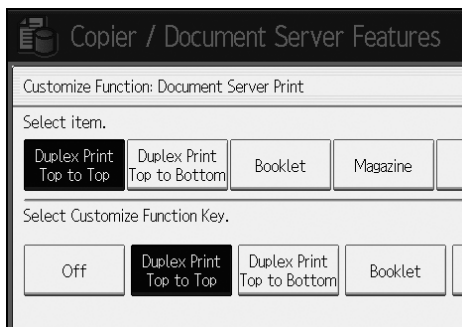 Copier / Document Server Features
Customize Function: Document Server Print
Select item.
Duplex Print Duplex Print Booklet Magazine
Top to Top Top to Bottom
Select Customize Function Key.
Off Duplex Print Duplex Print Booklet
Top to Top Top to Bottom